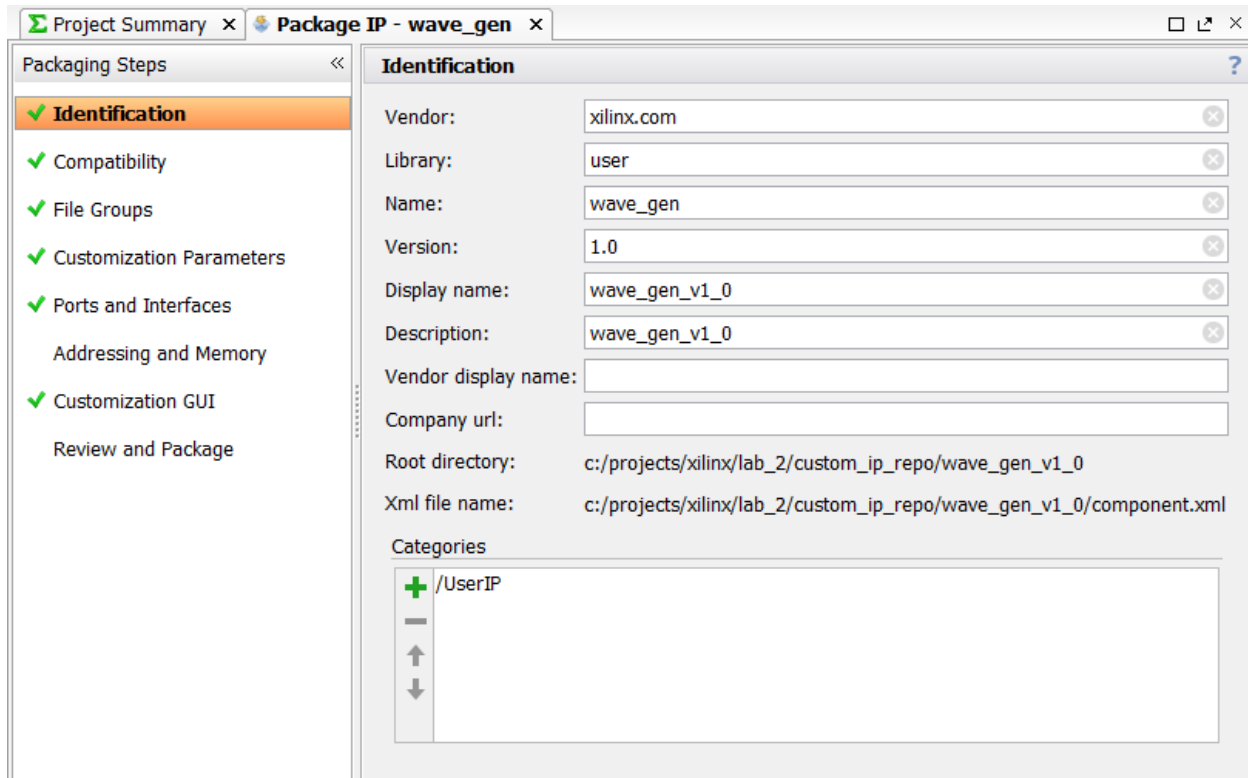 Project Summary Package IP - wave_gen
Packaging Steps
Identification
Compatibility
File Groups
Customization Parameters
Ports and Interfaces
Addressing and Memory
Customization GUI
Review and Package
Identification
Vendor: xilinx.com
Library: user
Name: wave_gen
Version: 1.0
Display name: wave_gen_v1_0
Description: wave_gen_v1_0
Vendor display name:
Company url:
Root directory: c:/projects/xilinx/lab_2/custom_ip_repo/wave_gen_v1_0
Xml file name: c:/projects/xilinx/lab_2/custom_ip_repo/wave_gen_v1_0/component.xml
Categories
/UserIP